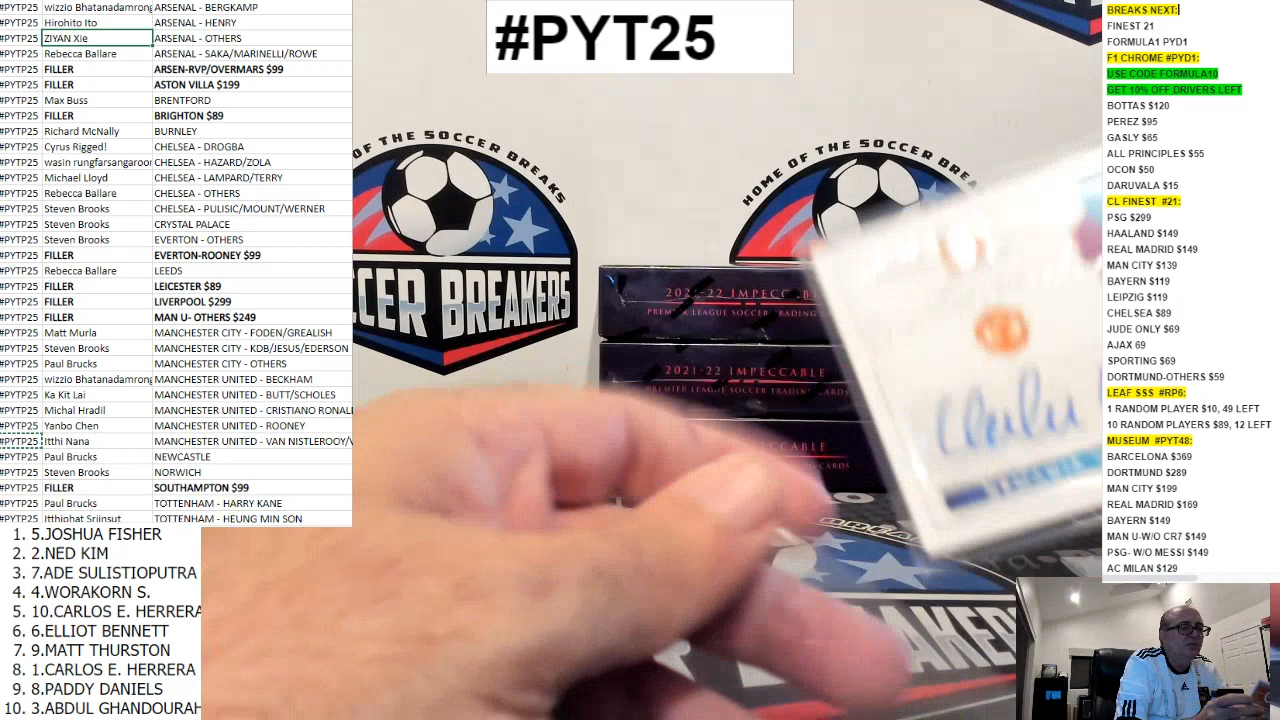 #PYTP25 wizzio Bhatanadamrong ARSENAL - BERGKAMP
#PYTP25 Hirohito Ito ARSENAL - HENRY
#PYTP25 ZIYAN Xie ARSENAL - OTHERS
#PYTP25 Rebecca Ballare ARSENAL - SAKA/MARINELLI/ROWE
#PYTP25 FILLER ARSEN-RVP/OVERMARS $99
#PYTP25 FILLER ASTON VILLA $199
#PYTP25 Max Buss BRENTFORD
#PYTP25 FILLER BRIGHTON $89
#PYTP25 Richard McNally BURNLEY
#PYTP25 Cyrus Rigged! CHELSEA - DROGBA
#PYTP25 wasin rungfarsangaroon CHELSEA - HAZARD/ZOLA
#PYTP25 Michael Lloyd CHELSEA - LAMPARD/TERRY
#PYTP25 Rebecca Ballare CHELSEA - OTHERS
#PYTP25 Steven Brooks CHELSEA - PULISIC/MOUNT/WERNER
#PYTP25 Steven Brooks CRYSTAL PALACE
#PYTP25 Steven Brooks EVERTON - OTHERS
#PYTP25 FILLER EVERTON-ROONEY $99
#PYTP25 Rebecca Ballare LEEDS
#PYTP25 FILLER LEICESTER $89
#PYTP25 FILLER LIVERPOOL $299
#PYTP25 FILLER MAN U- OTHERS $249
#PYTP25 Matt Murla MANCHESTER CITY - FODEN/GREALISH
#PYTP25 Steven Brooks MANCHESTER CITY - KDB/JESUS/EDERSON
#PYTP25 Paul Brucks MANCHESTER CITY - OTHERS
#PYTP25 wizzio Bhatanadamrong MANCHESTER UNITED - BECKHAM
#PYTP25 Ka Kit Lai MANCHESTER UNITED - BUTT/SCHOLES
#PYTP25 Michal Hradil MANCHESTER UNITED - CRISTIANO RONAL
#PYTP25 Yanbo Chen MANCHESTER UNITED - ROONEY
#PYTP25 Itthi Nana MANCHESTER UNITED - VAN NISTLEROOY/V
#PYTP25 Paul Brucks NEWCASTLE
#PYTP25 Steven Brooks NORWICH
#PYTP25 FILLER SOUTHAMPTON $99
#PYTP25 Paul Brucks TOTTENHAM - HARRY KANE
#PYTP25 Itthiphat Sriinsut TOTTENHAM - HEUNG MIN SON
1. 5.JOSHUA FISHER
2. 2.NED KIM
3. 7.ADE SULISTIOPUTRA
4. 4.WORAKORN S.
5. 10.CARLOS E. HERRERA
6. 6.ELLIOT BENNETT
7. 9.MATT THURSTON
8. 1.CARLOS E. HERRERA
9. 8.PADDY DANIELS
10. 3.ABDUL GHANDOURAH
#PYT25
OF THE SOCCER BREAKS
CCER BREAKERS
HOME OF THE SOCCER BREAKS
2021-22 IMPECCAB
PREMIER LEAGUE SOCCER TRADING
2021-22 IMPECCABLE
PREMIER LEAGUE SOCCER TRADING CARDS
CABLE
CARDS
BREAKS NEXT:
FINEST 21
FORMULA1 PYD1
F1 CHROME #PYD1:
USE CODE FORMULA10
GET 10% OFF DRIVERS LEFT
BOTTAS $120
PEREZ $95
GASLY $65
ALL PRINCIPLES $55
OCON $50
DARUVALA $15
CL FINEST #21:
PSG $299
HAALAND $149
REAL MADRID $149
MAN CITY $139
BAYERN $119
LEIPZIG $119
CHELSEA $89
JUDE ONLY $69
AJAX 69
SPORTING $69
DORTMUND-OTHERS $59
LEAF SSS #RP6:
1 RANDOM PLAYER $10, 49 LEFT
10 RANDOM PLAYERS $89, 12 LEFT
MUSEUM #PYT48:
BARCELONA $369
DORTMUND $289
MAN CITY $199
REAL MADRID $169
BAYERN $149
MAN U-W/O CR7 $149
PSG- W/O MESSI $149
AC MILAN $129